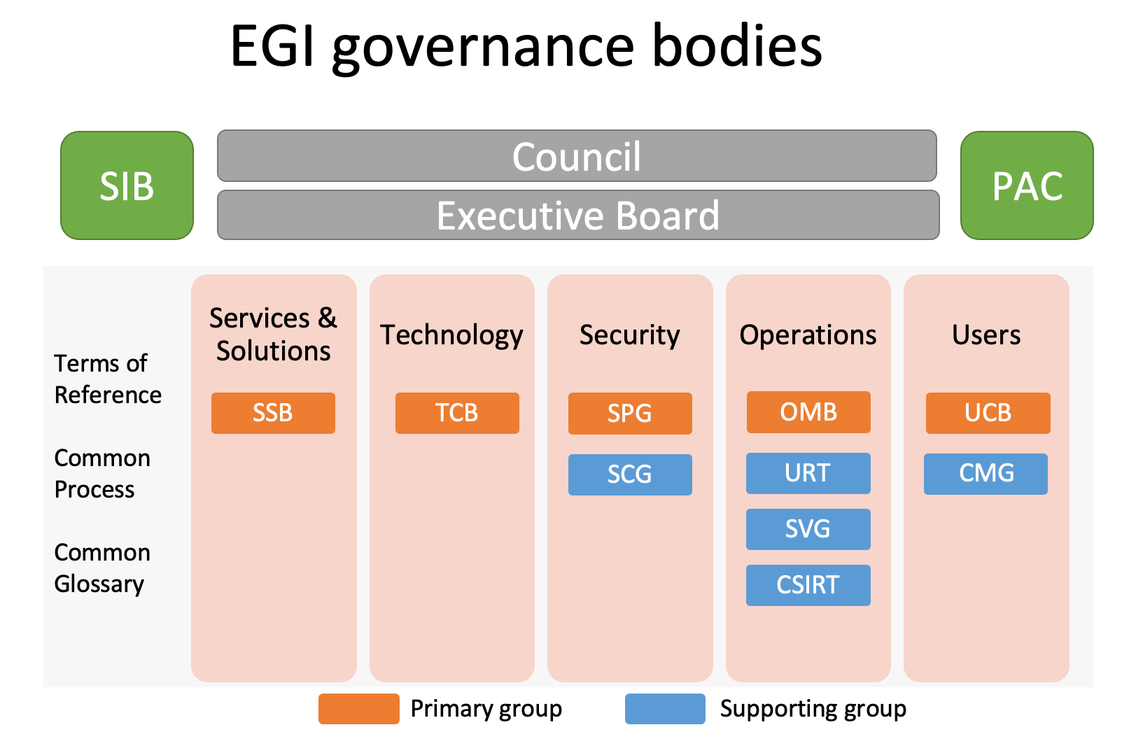 EGI governance bodies
SIB
Council
Executive Board
PAC
Terms of
Reference
Common
Process
Common
Glossary
Services &
Solutions
SSB
Technology
TCB
Security
SPG
SCG
Operations
OMB
URT
SVG
CSIRT
Users
UCB
CMG
Primary group
Supporting group